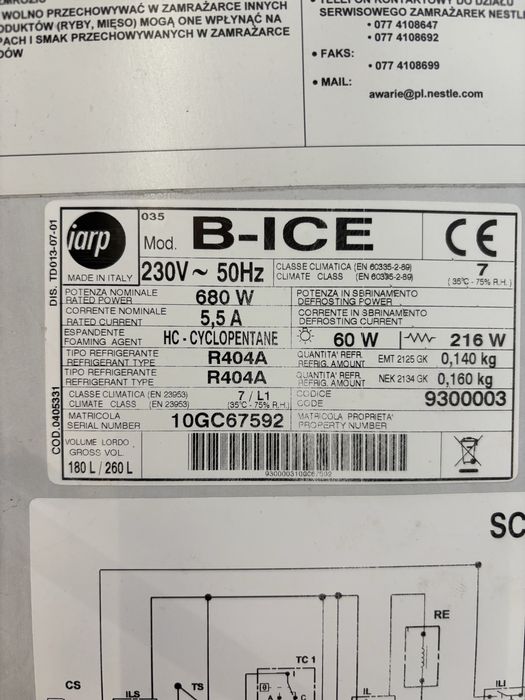 WOLNO PRZECHOWYWAĆ W ZAMRAŻARCE INNYCH
ODUKTÓW (RYBY, MIĘSO) MOGĄ ONE WPŁYNĄĆ NA
PACH I SMAK PRZECHOWYWANYCH W ZAMRAŻARCE
DÓW
SERWISOWEGO ZAMRAŻAREK NESTL
• 077 4108647
• 077 4108692
• FAKS:
• 077 4108699
• MAIL:
awarie@pl.nestle.com
DIS. TD013-07-01
COD.0405331
iarp
MADE IN ITALY
035
Mod. B-ICE
CE
230V ~ 50Hz
CLASSE CLIMATICA (EN 60335-2-89)
CLIMATE CLASS (EN 60335-2-89)
7
(35°C - 75% R.H.)
POTENZA NOMINALE
RATED POWER
680 W
POTENZA IN SBRINAMENTO
DEFROSTING POWER
CORRENTE NOMINALE
RATED CURRENT
5,5 A
CORRENTE IN SBRINAMENTO
DEFROSTING CURRENT
ESPANDENTE
FOAMING AGENT
HC - CYCLOPENTANE
60 W
216 W
TIPO REFRIGERANTE
REFRIGERANT TYPE
R404A
QUANTITA' REFR.
REFRIG. AMOUNT
EMT 2125 GK
0,140 kg
TIPO REFRIGERANTE
REFRIGERANT TYPE
R404A
QUANTITA' REFR.
REFRIG. AMOUNT
NEK 2134 GK
0,160 kg
CLASSE CLIMATICA (EN 23953)
CLIMATE CLASS (EN 23953)
7 / L1
(35°C - 75% R.H.)
CODICE
CODE
9300003
MATRICOLA
SERIAL NUMBER
10GC67592
MATRICOLA PROPRIETA'
PROPERTY NUMBER
VOLUME LORDO
GROSS VOL.
180 L / 260 L
9300003100C67592
SC
RE
TC 1
CS
ILS
TS
A
C
IL
ILI